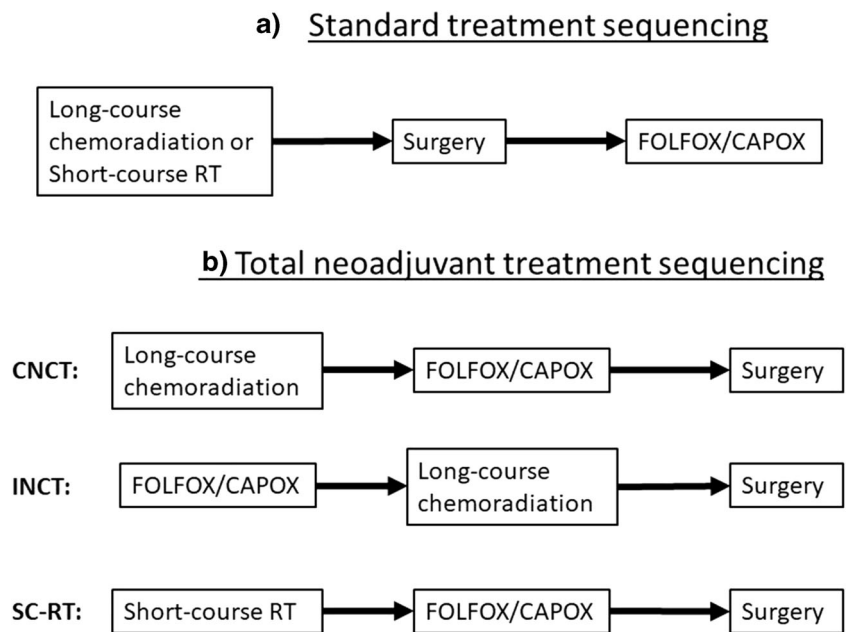 a) Standard treatment sequencing
Long-course
chemoradiation or
Short-course RT
Surgery
FOLFOX/CAPOX
b) Total neoadjuvant treatment sequencing
CNCT:
Long-course
chemoradiation
FOLFOX/CAPOX
Surgery
INCT:
FOLFOX/CAPOX
Long-course
chemoradiation
Surgery
SC-RT:
Short-course RT
FOLFOX/CAPOX
Surgery